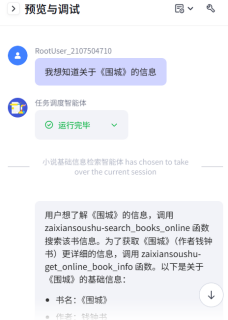 预览与调试
RootUser_2107504710
我想知道关于《围城》的信息
任务调度智能体
运行完毕
小说基础信息检索智能体 has chosen to take
over the current session
用户想了解《围城》的信息，调用
zaixiansoushu-search_books_online 函数
搜索该书信息。为了获取《围城》（作者钱钟
书）更详细的信息，调用 zaixiansoushu-
get_online_book_info 函数。以下是关于
《围城》的基础信息：
• 书名：《围城》
• 作者：钱钟书